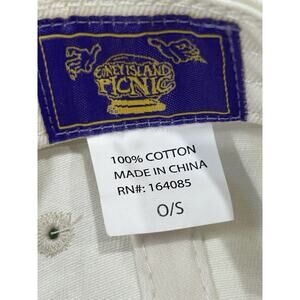 CONEY ISLAND
PICNIC
100% COTTON
MADE IN CHINA
RN#: 164085
O/S